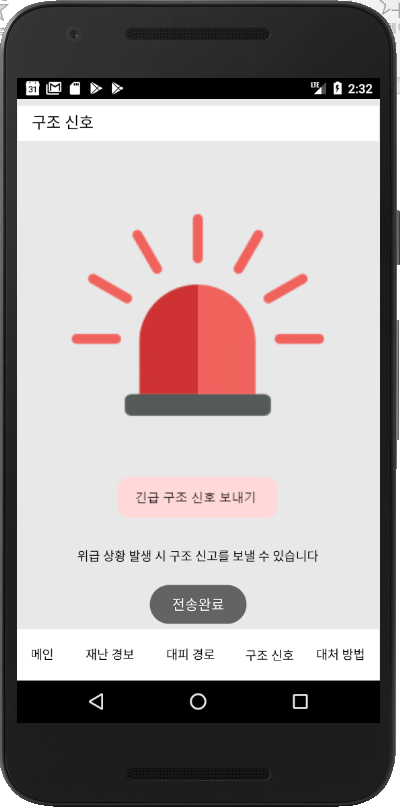 31
LTE
2:32
구조 신호
긴급 구조 신호 보내기
위급 상황 발생 시 구조 신고를 보낼 수 있습니다
전송완료
메인 재난 경보 대피 경로 구조 신호 대처 방법